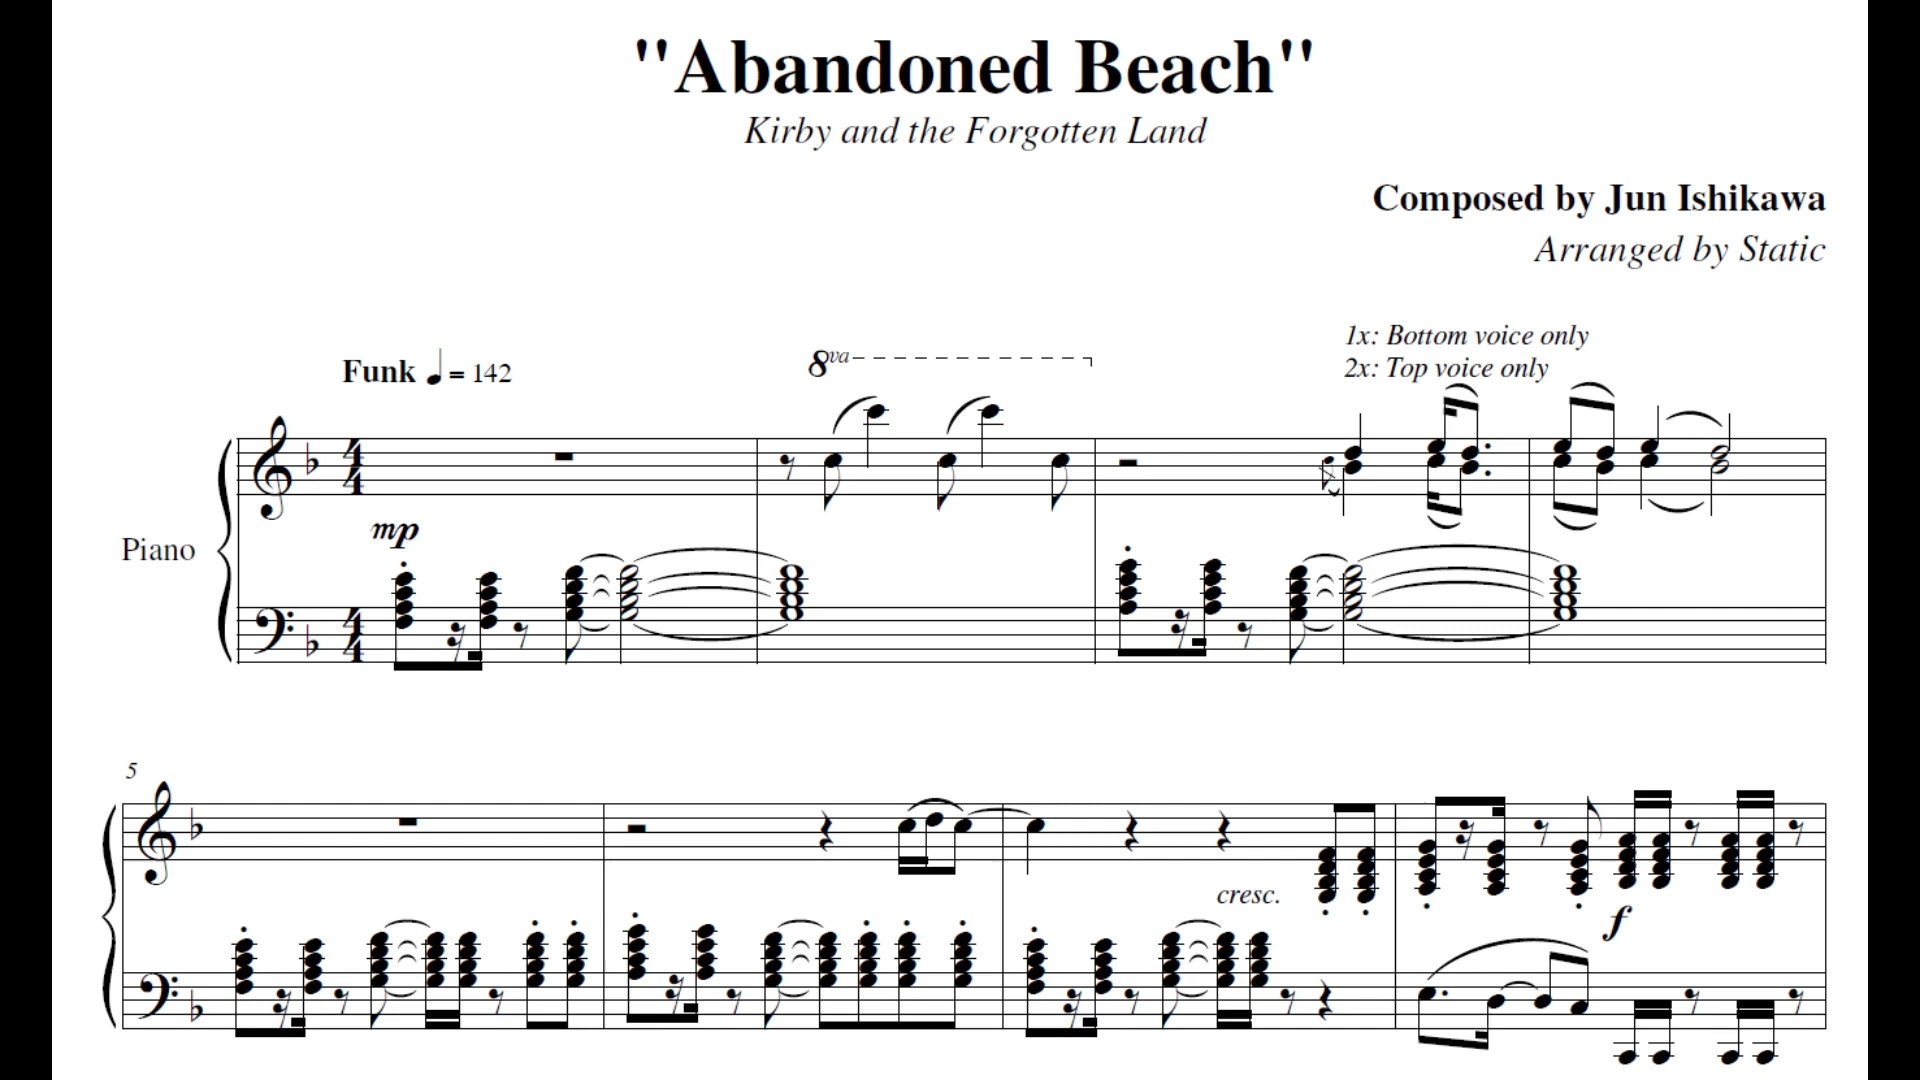 "Abandoned Beach"
Kirby and the Forgotten Land
Composed by Jun Ishikawa
Arranged by Static
1x: Bottom voice only
2x: Top voice only
Funk ♩ = 142
8va
mp
Piano
5
cresc.
f